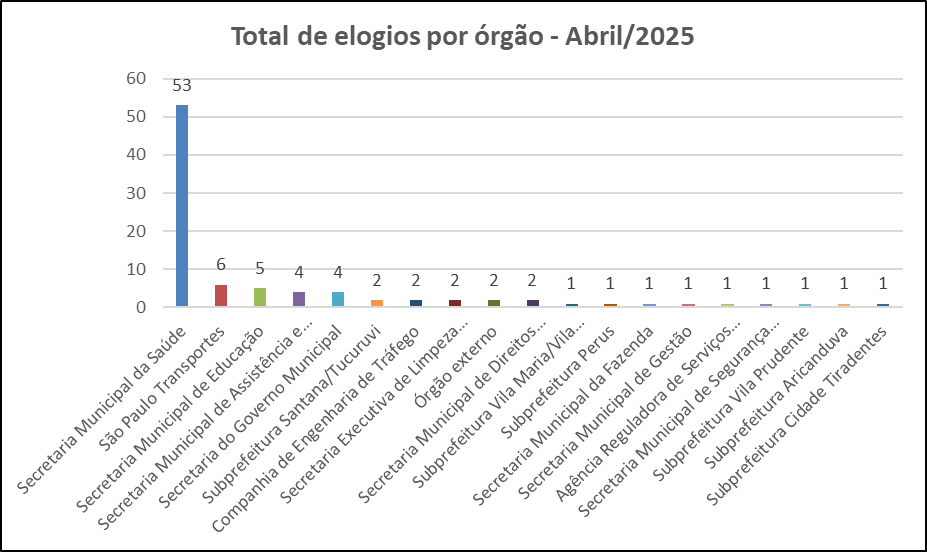 Total de elogios por órgão - Abril/2025
60
50
40
30
20
10
0
53
6
5
4
4
2
2
2
2
2
1
1
1
1
1
1
1
1
1
Secretaria Municipal da Saúde
São Paulo Transportes
Secretaria Municipal de Educação
Secretaria Municipal de Assistência e...
Secretaria do Governo Municipal
Subprefeitura Santana/Tucuruvi
Companhia de Engenharia de Tráfego
Secretaria Executiva de Limpeza...
Órgão externo
Secretaria Municipal de Direitos...
Subprefeitura Vila Maria/Vila...
Subprefeitura Perus
Secretaria Municipal da Fazenda
Secretaria Municipal de Gestão
Agência Reguladora de Serviços...
Secretaria Municipal de Segurança...
Subprefeitura Vila Prudente
Subprefeitura Aricanduva
Subprefeitura Cidade Tiradentes